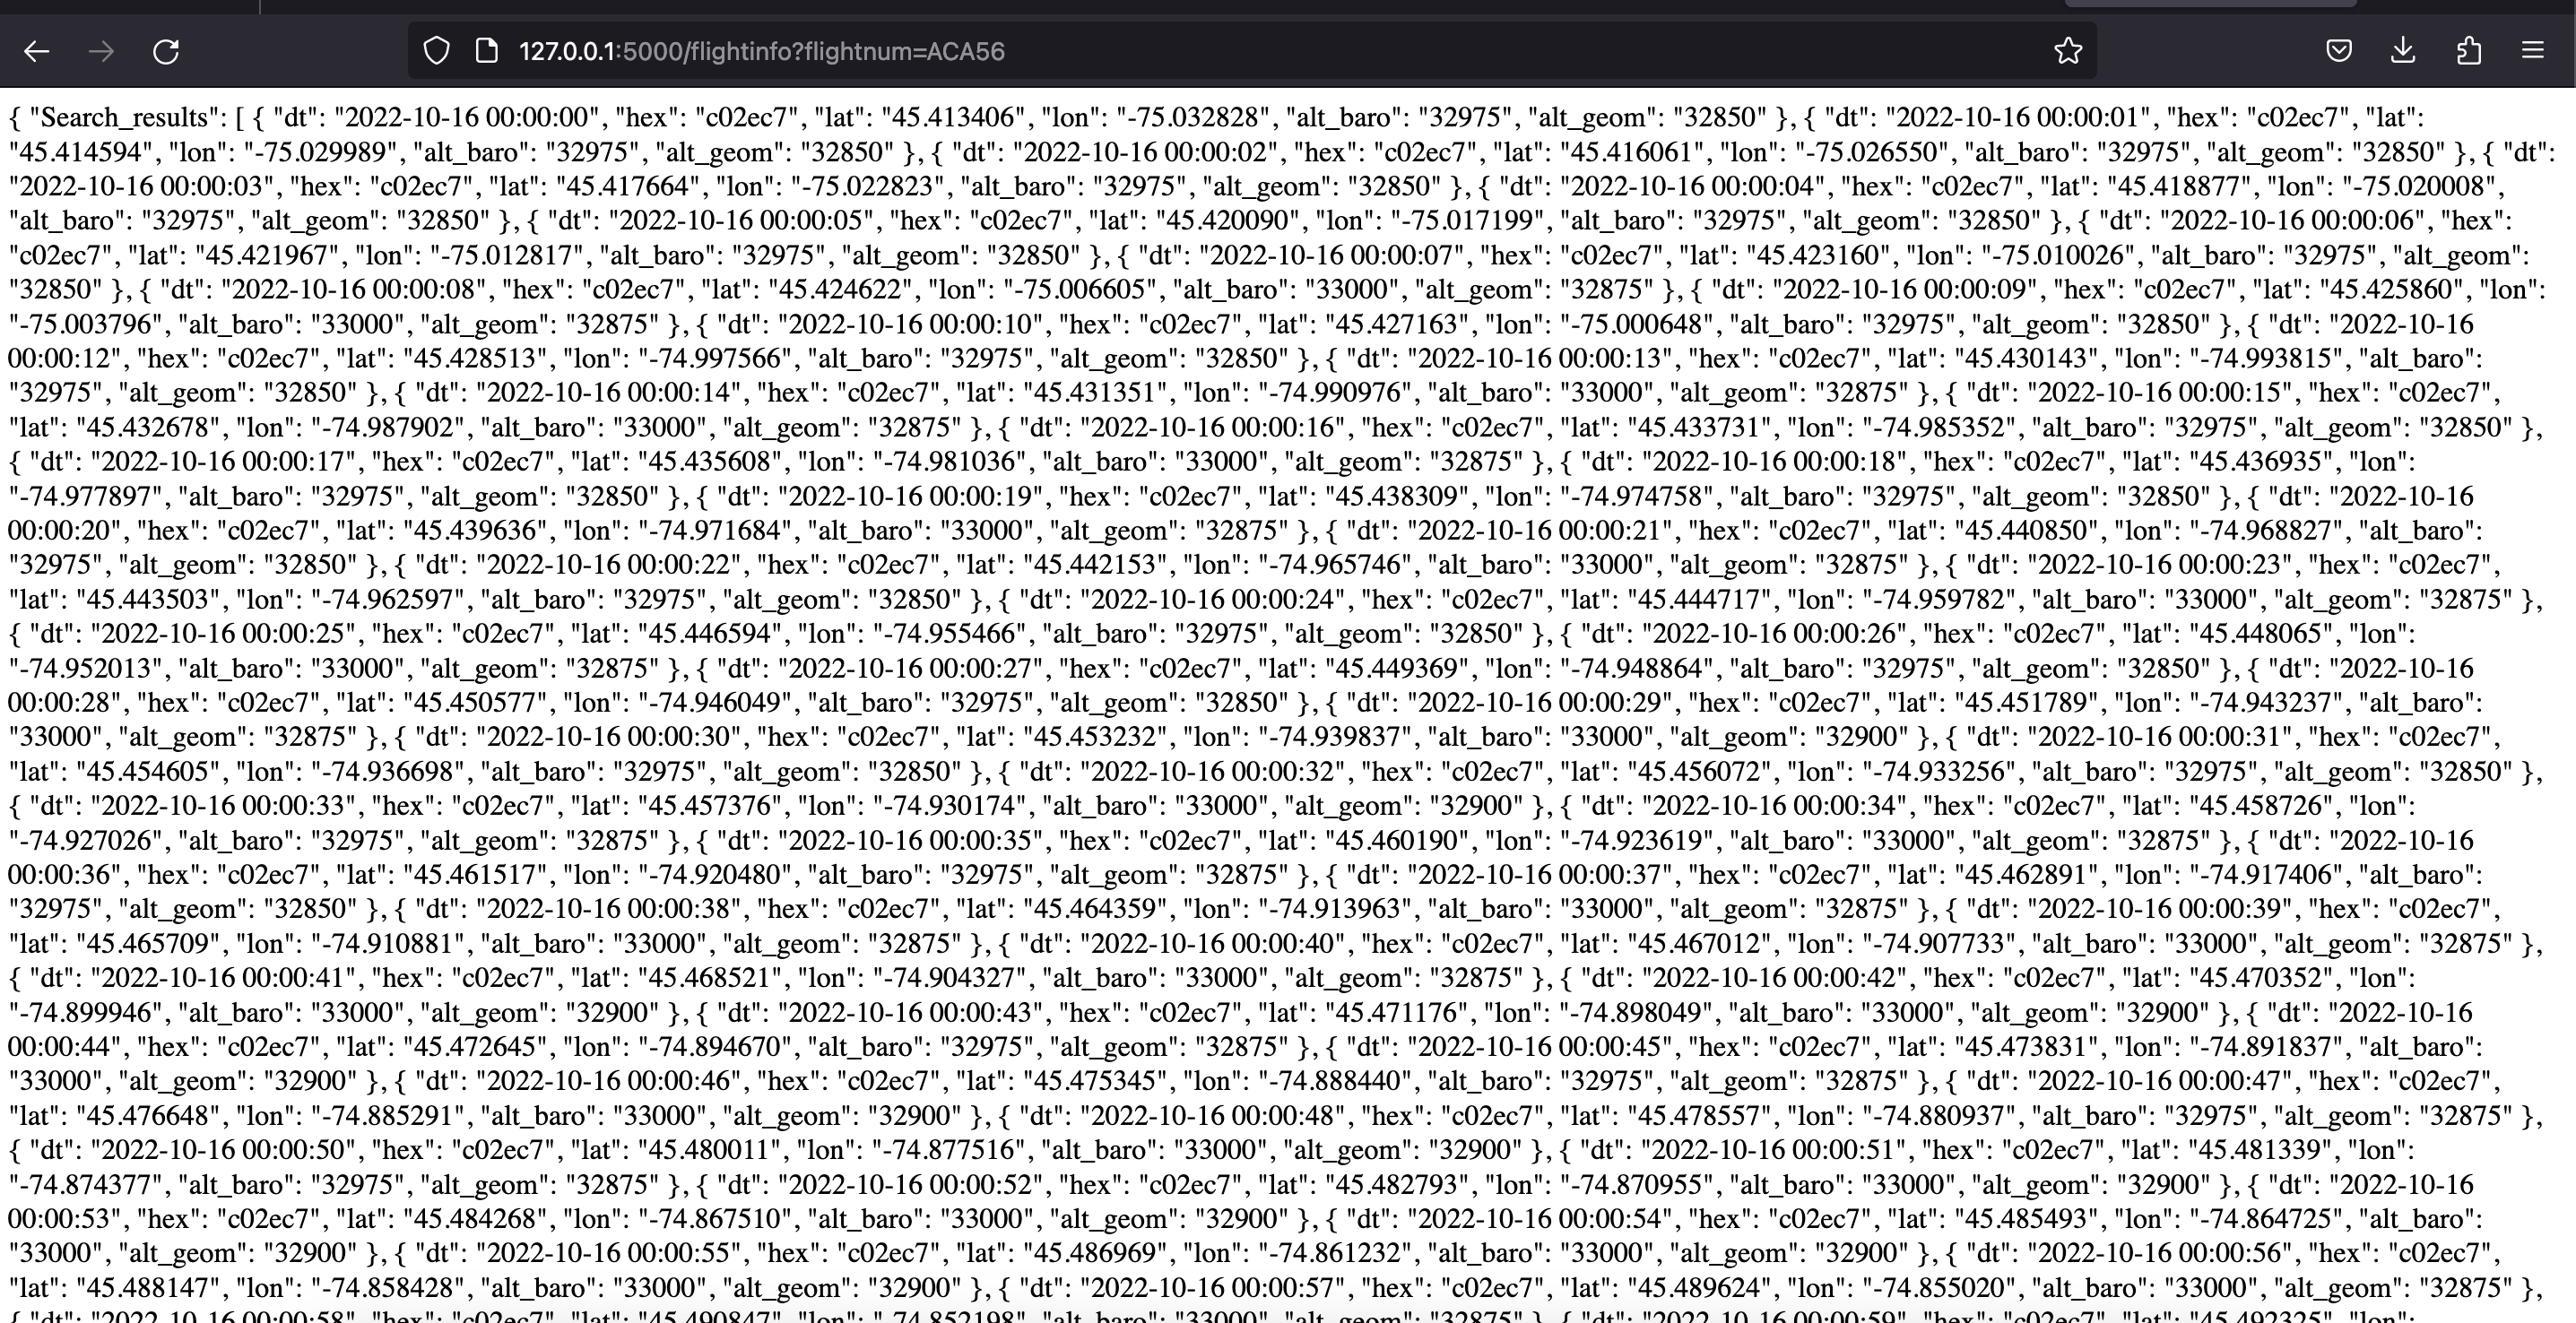 127.0.0.1:5000/flightinfo?flightnum=ACA56
{ "Search_results": [ { "dt": "2022-10-16 00:00:00", "hex": "c02ec7", "lat": "45.413406", "lon": "-75.032828", "alt_baro": "32975", "alt_geom": "32850" }, { "dt": "2022-10-16 00:00:01", "hex": "c02ec7", "lat":
"45.414594", "lon": "-75.029989", "alt_baro": "32975", "alt_geom": "32850" }, { "dt": "2022-10-16 00:00:02", "hex": "c02ec7", "lat": "45.416061", "lon": "-75.026550", "alt_baro": "32975", "alt_geom": "32850" }, { "dt":
"2022-10-16 00:00:03", "hex": "c02ec7", "lat": "45.417664", "lon": "-75.022823", "alt_baro": "32975", "alt_geom": "32850" }, { "dt": "2022-10-16 00:00:04", "hex": "c02ec7", "lat": "45.418877", "lon": "-75.020008",
"alt_baro": "32975", "alt_geom": "32850" }, { "dt": "2022-10-16 00:00:05", "hex": "c02ec7", "lat": "45.420090", "lon": "-75.017199", "alt_baro": "32975", "alt_geom": "32850" }, { "dt": "2022-10-16 00:00:06", "hex":
"c02ec7", "lat": "45.421967", "lon": "-75.012817", "alt_baro": "32975", "alt_geom": "32850" }, { "dt": "2022-10-16 00:00:07", "hex": "c02ec7", "lat": "45.423160", "lon": "-75.010026", "alt_baro": "32975", "alt_geom":
"32850" }, { "dt": "2022-10-16 00:00:08", "hex": "c02ec7", "lat": "45.424622", "lon": "-75.006605", "alt_baro": "33000", "alt_geom": "32875" }, { "dt": "2022-10-16 00:00:09", "hex": "c02ec7", "lat": "45.425860", "lon":
"-75.003796", "alt_baro": "33000", "alt_geom": "32875" }, { "dt": "2022-10-16 00:00:10", "hex": "c02ec7", "lat": "45.427163", "lon": "-75.000648", "alt_baro": "32975", "alt_geom": "32850" }, { "dt": "2022-10-16
00:00:12", "hex": "c02ec7", "lat": "45.428513", "lon": "-74.997566", "alt_baro": "32975", "alt_geom": "32850" }, { "dt": "2022-10-16 00:00:13", "hex": "c02ec7", "lat": "45.430143", "lon": "-74.993815", "alt_baro":
"32975", "alt_geom": "32850" }, { "dt": "2022-10-16 00:00:14", "hex": "c02ec7", "lat": "45.431351", "lon": "-74.990976", "alt_baro": "33000", "alt_geom": "32875" }, { "dt": "2022-10-16 00:00:15", "hex": "c02ec7",
"lat": "45.432678", "lon": "-74.987902", "alt_baro": "33000", "alt_geom": "32875" }, { "dt": "2022-10-16 00:00:16", "hex": "c02ec7", "lat": "45.433731", "lon": "-74.985352", "alt_baro": "32975", "alt_geom": "32850" },
{ "dt": "2022-10-16 00:00:17", "hex": "c02ec7", "lat": "45.435608", "lon": "-74.981036", "alt_baro": "33000", "alt_geom": "32875" }, { "dt": "2022-10-16 00:00:18", "hex": "c02ec7", "lat": "45.436935", "lon":
"-74.977897", "alt_baro": "32975", "alt_geom": "32850" }, { "dt": "2022-10-16 00:00:19", "hex": "c02ec7", "lat": "45.438309", "lon": "-74.974758", "alt_baro": "32975", "alt_geom": "32850" }, { "dt": "2022-10-16
00:00:20", "hex": "c02ec7", "lat": "45.439636", "lon": "-74.971684", "alt_baro": "33000", "alt_geom": "32875" }, { "dt": "2022-10-16 00:00:21", "hex": "c02ec7", "lat": "45.440850", "lon": "-74.968827", "alt_baro":
"32975", "alt_geom": "32850" }, { "dt": "2022-10-16 00:00:22", "hex": "c02ec7", "lat": "45.442153", "lon": "-74.965746", "alt_baro": "33000", "alt_geom": "32875" }, { "dt": "2022-10-16 00:00:23", "hex": "c02ec7",
"lat": "45.443503", "lon": "-74.962597", "alt_baro": "32975", "alt_geom": "32850" }, { "dt": "2022-10-16 00:00:24", "hex": "c02ec7", "lat": "45.444717", "lon": "-74.959782", "alt_baro": "33000", "alt_geom": "32875" },
{ "dt": "2022-10-16 00:00:25", "hex": "c02ec7", "lat": "45.446594", "lon": "-74.955466", "alt_baro": "32975", "alt_geom": "32850" }, { "dt": "2022-10-16 00:00:26", "hex": "c02ec7", "lat": "45.448065", "lon":
"-74.952013", "alt_baro": "33000", "alt_geom": "32875" }, { "dt": "2022-10-16 00:00:27", "hex": "c02ec7", "lat": "45.449369", "lon": "-74.948864", "alt_baro": "32975", "alt_geom": "32850" }, { "dt": "2022-10-16
00:00:28", "hex": "c02ec7", "lat": "45.450577", "lon": "-74.946049", "alt_baro": "32975", "alt_geom": "32850" }, { "dt": "2022-10-16 00:00:29", "hex": "c02ec7", "lat": "45.451789", "lon": "-74.943237", "alt_baro":
"33000", "alt_geom": "32875" }, { "dt": "2022-10-16 00:00:30", "hex": "c02ec7", "lat": "45.453232", "lon": "-74.939837", "alt_baro": "33000", "alt_geom": "32900" }, { "dt": "2022-10-16 00:00:31", "hex": "c02ec7",
"lat": "45.454605", "lon": "-74.936698", "alt_baro": "32975", "alt_geom": "32850" }, { "dt": "2022-10-16 00:00:32", "hex": "c02ec7", "lat": "45.456072", "lon": "-74.933256", "alt_baro": "32975", "alt_geom": "32850" },
{ "dt": "2022-10-16 00:00:33", "hex": "c02ec7", "lat": "45.457376", "lon": "-74.930174", "alt_baro": "33000", "alt_geom": "32900" }, { "dt": "2022-10-16 00:00:34", "hex": "c02ec7", "lat": "45.458726", "lon":
"-74.927026", "alt_baro": "32975", "alt_geom": "32875" }, { "dt": "2022-10-16 00:00:35", "hex": "c02ec7", "lat": "45.460190", "lon": "-74.923619", "alt_baro": "33000", "alt_geom": "32875" }, { "dt": "2022-10-16
00:00:36", "hex": "c02ec7", "lat": "45.461517", "lon": "-74.920480", "alt_baro": "32975", "alt_geom": "32875" }, { "dt": "2022-10-16 00:00:37", "hex": "c02ec7", "lat": "45.462891", "lon": "-74.917406", "alt_baro":
"32975", "alt_geom": "32850" }, { "dt": "2022-10-16 00:00:38", "hex": "c02ec7", "lat": "45.464359", "lon": "-74.913963", "alt_baro": "33000", "alt_geom": "32875" }, { "dt": "2022-10-16 00:00:39", "hex": "c02ec7",
"lat": "45.465709", "lon": "-74.910881", "alt_baro": "33000", "alt_geom": "32875" }, { "dt": "2022-10-16 00:00:40", "hex": "c02ec7", "lat": "45.467012", "lon": "-74.907733", "alt_baro": "33000", "alt_geom": "32875" },
{ "dt": "2022-10-16 00:00:41", "hex": "c02ec7", "lat": "45.468521", "lon": "-74.904327", "alt_baro": "33000", "alt_geom": "32875" }, { "dt": "2022-10-16 00:00:42", "hex": "c02ec7", "lat": "45.470352", "lon":
"-74.899946", "alt_baro": "33000", "alt_geom": "32900" }, { "dt": "2022-10-16 00:00:43", "hex": "c02ec7", "lat": "45.471176", "lon": "-74.898049", "alt_baro": "33000", "alt_geom": "32900" }, { "dt": "2022-10-16
00:00:44", "hex": "c02ec7", "lat": "45.472645", "lon": "-74.894670", "alt_baro": "32975", "alt_geom": "32875" }, { "dt": "2022-10-16 00:00:45", "hex": "c02ec7", "lat": "45.473831", "lon": "-74.891837", "alt_baro":
"33000", "alt_geom": "32900" }, { "dt": "2022-10-16 00:00:46", "hex": "c02ec7", "lat": "45.475345", "lon": "-74.888440", "alt_baro": "32975", "alt_geom": "32875" }, { "dt": "2022-10-16 00:00:47", "hex": "c02ec7",
"lat": "45.476648", "lon": "-74.885291", "alt_baro": "33000", "alt_geom": "32900" }, { "dt": "2022-10-16 00:00:48", "hex": "c02ec7", "lat": "45.478557", "lon": "-74.880937", "alt_baro": "32975", "alt_geom": "32875" },
{ "dt": "2022-10-16 00:00:50", "hex": "c02ec7", "lat": "45.480011", "lon": "-74.877516", "alt_baro": "33000", "alt_geom": "32900" }, { "dt": "2022-10-16 00:00:51", "hex": "c02ec7", "lat": "45.481339", "lon":
"-74.874377", "alt_baro": "32975", "alt_geom": "32875" }, { "dt": "2022-10-16 00:00:52", "hex": "c02ec7", "lat": "45.482793", "lon": "-74.870955", "alt_baro": "33000", "alt_geom": "32900" }, { "dt": "2022-10-16
00:00:53", "hex": "c02ec7", "lat": "45.484268", "lon": "-74.867510", "alt_baro": "33000", "alt_geom": "32900" }, { "dt": "2022-10-16 00:00:54", "hex": "c02ec7", "lat": "45.485493", "lon": "-74.864725", "alt_baro":
"33000", "alt_geom": "32900" }, { "dt": "2022-10-16 00:00:55", "hex": "c02ec7", "lat": "45.486969", "lon": "-74.861232", "alt_baro": "33000", "alt_geom": "32900" }, { "dt": "2022-10-16 00:00:56", "hex": "c02ec7",
"lat": "45.488147", "lon": "-74.858428", "alt_baro": "33000", "alt_geom": "32900" }, { "dt": "2022-10-16 00:00:57", "hex": "c02ec7", "lat": "45.489624", "lon": "-74.855020", "alt_baro": "33000", "alt_geom": "32875" },
{ "dt": "2022-10-16 00:00:58", "hex": "c02ec7", "lat": "45.490847", "lon": "-74.852198", "alt_baro": "33000", "alt_geom": "32875" }, { "dt": "2022-10-16 00:00:59", "hex": "c02ec7", "lat": "45.492325", "lon":